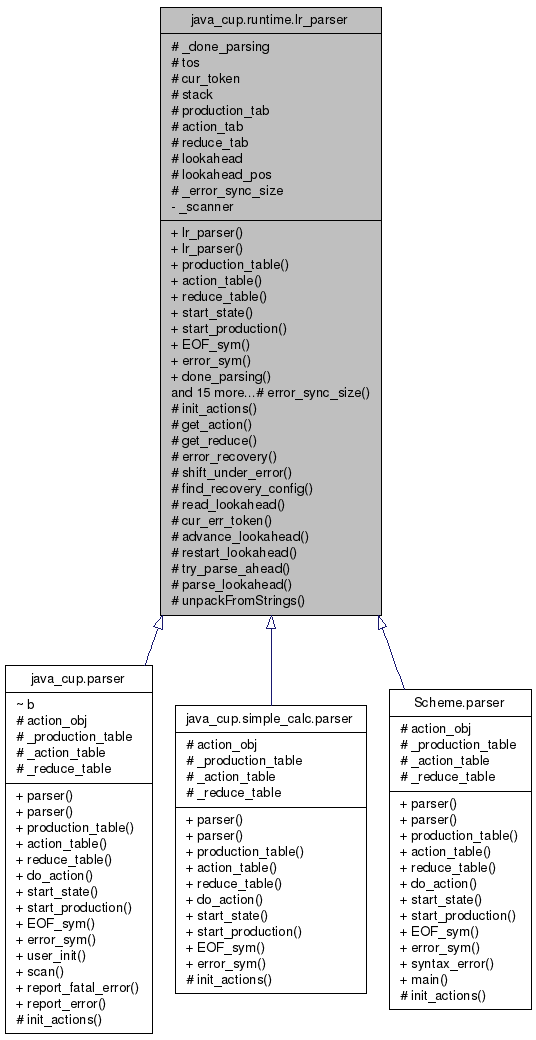 java_cup.runtime.lr_parser
# _done_parsing
# tos
# cur_token
# stack
# production_tab
# action_tab
# reduce_tab
# lookahead
# lookahead_pos
# _error_sync_size
- _scanner
+ lr_parser()
+ lr_parser()
+ production_table()
+ action_table()
+ reduce_table()
+ start_state()
+ start_production()
+ EOF_sym()
+ error_sym()
+ done_parsing()
and 15 more...# error_sync_size()
# init_actions()
# get_action()
# get_reduce()
# error_recovery()
# shift_under_error()
# find_recovery_config()
# read_lookahead()
# cur_err_token()
# advance_lookahead()
# restart_lookahead()
# try_parse_ahead()
# parse_lookahead()
# unpackFromStrings()
java_cup.parser
~ b
# action_obj
# _production_table
# _action_table
# _reduce_table
+ parser()
+ parser()
+ production_table()
+ action_table()
+ reduce_table()
+ do_action()
+ start_state()
+ start_production()
+ EOF_sym()
+ error_sym()
+ user_init()
+ scan()
+ report_fatal_error()
+ report_error()
# init_actions()
java_cup.simple_calc.parser
# action_obj
# _production_table
# _action_table
# _reduce_table
+ parser()
+ parser()
+ production_table()
+ action_table()
+ reduce_table()
+ do_action()
+ start_state()
+ start_production()
+ EOF_sym()
+ error_sym()
# init_actions()
Scheme.parser
# action_obj
# _production_table
# _action_table
# _reduce_table
+ parser()
+ parser()
+ production_table()
+ action_table()
+ reduce_table()
+ do_action()
+ start_state()
+ start_production()
+ EOF_sym()
+ error_sym()
+ syntax_error()
+ main()
# init_actions()